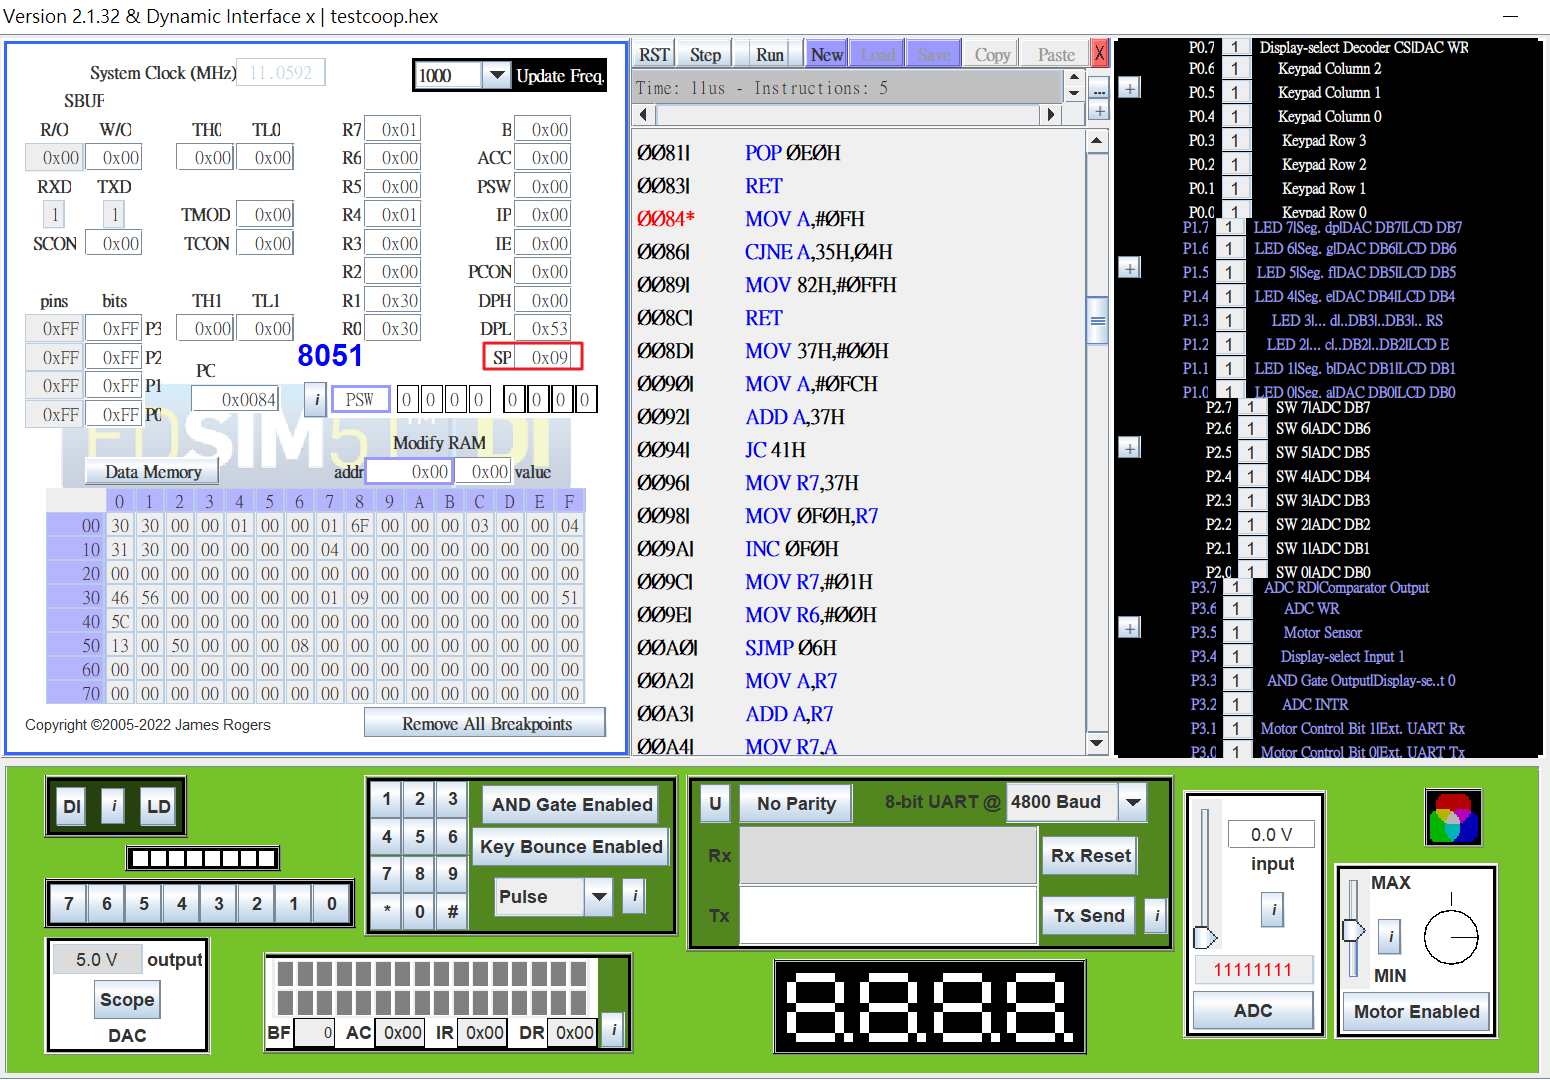 Version 2.1.32 & Dynamic Interface x | testcoop.hex
System Clock (MHz) 11.0592
1000 Update Freq.
SBUF
R/O W/O TH0 TL0 R7 0x01 B 0x00
0x00 0x00 0x00 0x00 R6 0x00 ACC 0x00
RXD TXD R5 0x00 PSW 0x00
1 1 TMOD 0x00 R4 0x01 IP 0x00
SCON 0x00 TCON 0x00 R3 0x00 IE 0x00
R2 0x00 PCON 0x00
pins bits TH1 TL1 R1 0x30 DPH 0x00
0xFF 0xFF P3 0x00 0x00 R0 0x30 DPL 0x53
0xFF 0xFF P2 8051 SP 0x09
0xFF 0xFF P1 PC
0xFF 0xFF P0 0x0084 i PSW 0 0 0 0 0 0 0 0
Modify RAM
Data Memory addr 0x00 0x00 value
0 1 2 3 4 5 6 7 8 9 A B C D E F
00 30 30 00 00 01 00 00 01 6F 00 00 00 03 00 00 04
10 31 30 00 00 00 00 00 04 00 00 00 00 00 00 00 00
20 00 00 00 00 00 00 00 00 00 00 00 00 00 00 00 00
30 46 56 00 00 00 00 00 01 09 00 00 00 00 00 00 51
40 5C 00 00 00 00 00 00 00 00 00 00 00 00 00 00 00
50 13 00 50 00 00 00 08 00 00 00 00 00 00 00 00 00
60 00 00 00 00 00 00 00 00 00 00 00 00 00 00 00 00
70 00 00 00 00 00 00 00 00 00 00 00 00 00 00 00 00
Copyright ©2005-2022 James Rogers Remove All Breakpoints
RST Step Run New Load Save Copy Paste X
Time: 11us - Instructions: 5 ...
+
0081| POP 0E0H
0083| RET
0084* MOV A,#0FH
0086| CJNE A,35H,04H
0089| MOV 82H,#0FFH
008C| RET
008D| MOV 37H,#00H
0090| MOV A,#0FCH
0092| ADD A,37H
0094| JC 41H
0096| MOV R7,37H
0098| MOV 0F0H,R7
009A| INC 0F0H
009C| MOV R7,#01H
009E| MOV R6,#00H
00A0| SJMP 06H
00A2| MOV A,R7
00A3| ADD A,R7
00A4| MOV R7,A
P0.7 1 Display-select Decoder CS|DAC WR
P0.6 1 Keypad Column 2
P0.5 1 Keypad Column 1
P0.4 1 Keypad Column 0
P0.3 1 Keypad Row 3
P0.2 1 Keypad Row 2
P0.1 1 Keypad Row 1
P0.0 1 Keypad Row 0
P1.7 1 LED 7|Seg. dp|DAC DB7|LCD DB7
P1.6 1 LED 6|Seg. g|DAC DB6|LCD DB6
P1.5 1 LED 5|Seg. f|DAC DB5|LCD DB5
P1.4 1 LED 4|Seg. e|DAC DB4|LCD DB4
P1.3 1 LED 3|... d|..DB3|..DB3|.. RS
P1.2 1 LED 2|... c|..DB2|..DB2|LCD E
P1.1 1 LED 1|Seg. b|DAC DB1|LCD DB1
P1.0 1 LED 0|Seg. a|DAC DB0|LCD DB0
P2.7 1 SW 7|ADC DB7
P2.6 1 SW 6|ADC DB6
P2.5 1 SW 5|ADC DB5
P2.4 1 SW 4|ADC DB4
P2.3 1 SW 3|ADC DB3
P2.2 1 SW 2|ADC DB2
P2.1 1 SW 1|ADC DB1
P2.0 1 SW 0|ADC DB0
P3.7 1 ADC RD|Comparator Output
P3.6 1 ADC WR
P3.5 1 Motor Sensor
P3.4 1 Display-select Input 1
P3.3 1 AND Gate Output|Display-se..t 0
P3.2 1 ADC INTR
P3.1 1 Motor Control Bit 1|Ext. UART Rx
P3.0 1 Motor Control Bit 0|Ext. UART Tx
DI i LD
7 6 5 4 3 2 1 0
5.0 V output
Scope
DAC
1 2 3
4 5 6
7 8 9
* 0 #
AND Gate Enabled
Key Bounce Enabled
Pulse i
BF 0 AC 0x00 IR 0x00 DR 0x00 i
U No Parity 8-bit UART @ 4800 Baud
Rx Rx Reset
Tx Tx Send i
8.8.8.8.
0.0 V
input
i
11111111
ADC
MAX
i
MIN
Motor Enabled